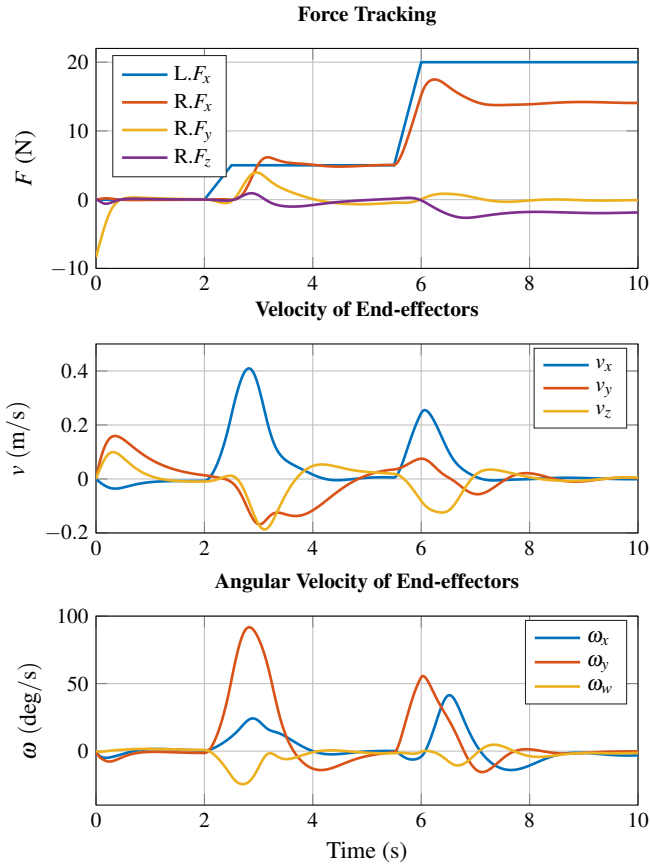 Force Tracking
20
10
0
−10
F (N)
L.Fx
R.Fx
R.Fy
R.Fz
0 2 4 6 8 10
Velocity of End-effectors
0.4
0.2
0
−0.2
v (m/s)
vx
vy
vz
0 2 4 6 8 10
Angular Velocity of End-effectors
100
50
0
ω (deg/s)
ωx
ωy
ωw
0 2 4 6 8 10
Time (s)